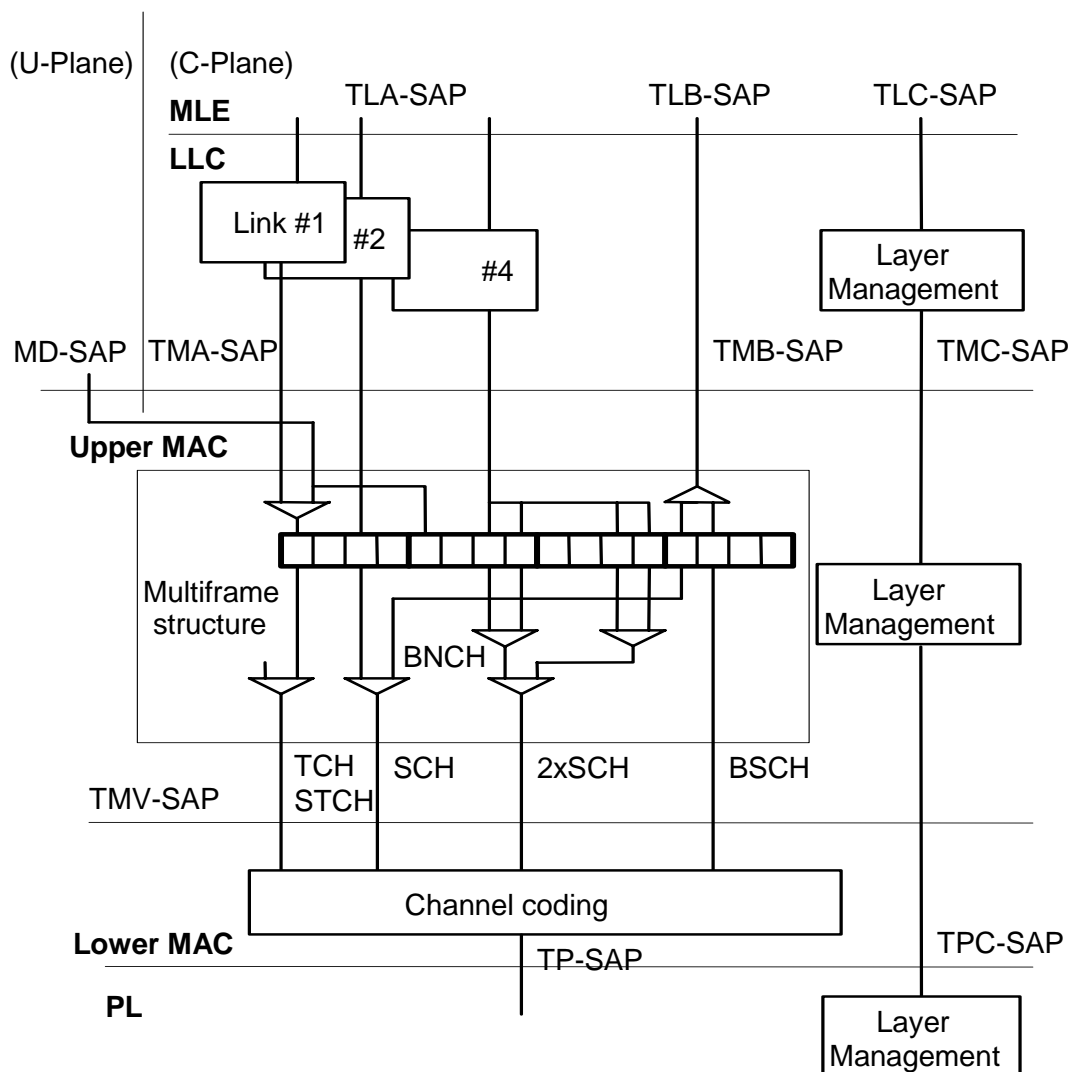 (U-Plane)
(C-Plane)
TLA-SAP
TLB-SAP
TLC-SAP
MLE
LLC
Link #1
#2
#4
Layer
Management
MD-SAP
TMA-SAP
TMB-SAP
TMC-SAP
Upper MAC
Multiframe
structure
Layer
Management
BNCH
TCH
STCH
SCH
2xSCH
BSCH
TMV-SAP
Channel coding
Lower MAC
TP-SAP
TPC-SAP
PL
Layer
Management